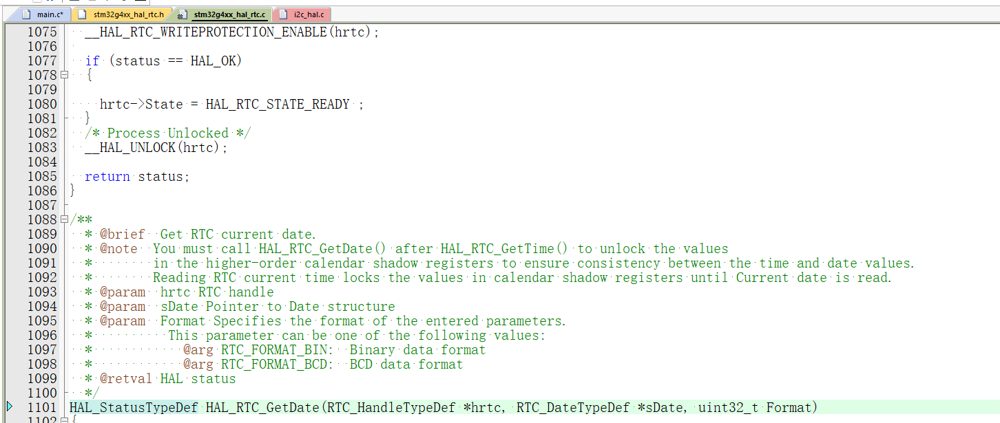 main.c* stm32g4xx_hal_rtc.h stm32g4xx_hal_rtc.c i2c_hal.c
1075 __HAL_RTC_WRITEPROTECTION_ENABLE(hrtc);
1076
1077 if (status == HAL_OK)
1078 {
1079
1080 hrtc->State = HAL_RTC_STATE_READY ;
1081 }
1082 /* Process Unlocked */
1083 __HAL_UNLOCK(hrtc);
1084
1085 return status;
1086 }
1087
1088 /**
1089 * @brief Get RTC current date.
1090 * @note You must call HAL_RTC_GetDate() after HAL_RTC_GetTime() to unlock the values
1091 * in the higher-order calendar shadow registers to ensure consistency between the time and date values.
1092 * Reading RTC current time locks the values in calendar shadow registers until Current date is read.
1093 * @param hrtc RTC handle
1094 * @param sDate Pointer to Date structure
1095 * @param Format Specifies the format of the entered parameters.
1096 * This parameter can be one of the following values:
1097 * @arg RTC_FORMAT_BIN: Binary data format
1098 * @arg RTC_FORMAT_BCD: BCD data format
1099 * @retval HAL status
1100 */
1101 HAL_StatusTypeDef HAL_RTC_GetDate(RTC_HandleTypeDef *hrtc, RTC_DateTypeDef *sDate, uint32_t Format)
1102 {